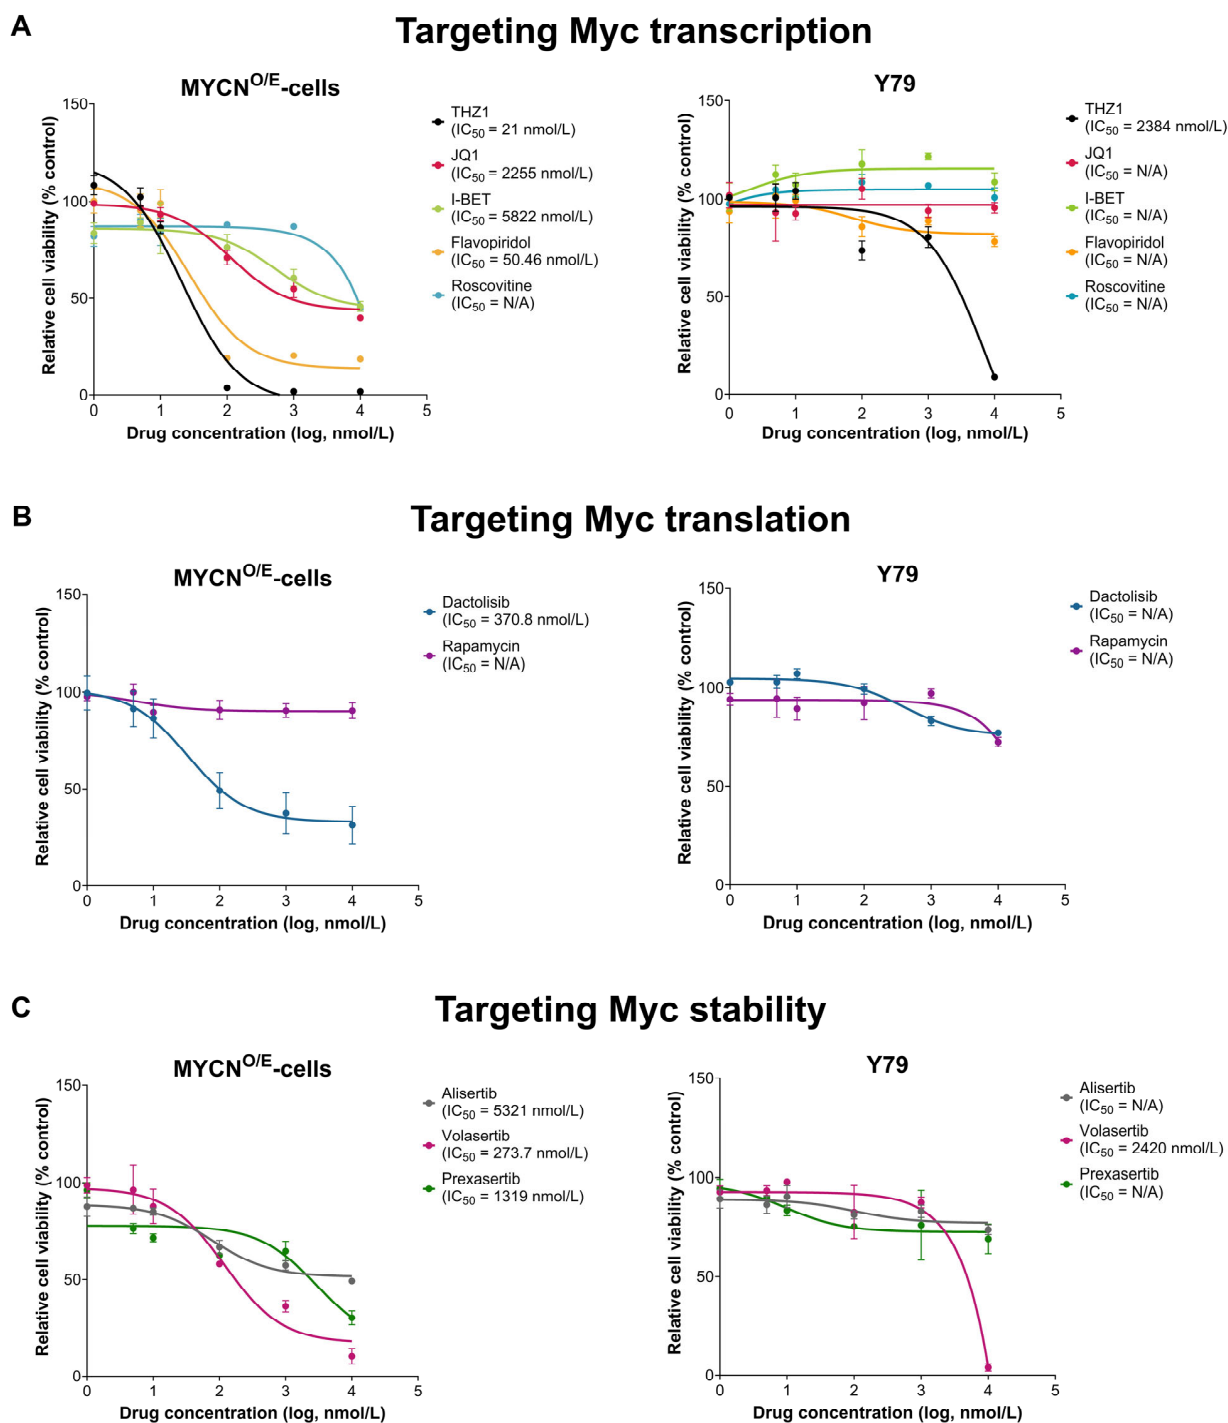 A
Targeting Myc transcription
MYCN^O/E-cells
150
100
50
0
0 1 2 3 4 5
Relative cell viability (% control)
Drug concentration (log, nmol/L)
THZ1
(IC50 = 21 nmol/L)
JQ1
(IC50 = 2255 nmol/L)
I-BET
(IC50 = 5822 nmol/L)
Flavopiridol
(IC50 = 50.46 nmol/L)
Roscovitine
(IC50 = N/A)
Y79
150
100
50
0
0 1 2 3 4 5
Relative cell viability (% control)
Drug concentration (log, nmol/L)
THZ1
(IC50 = 2384 nmol/L)
JQ1
(IC50 = N/A)
I-BET
(IC50 = N/A)
Flavopiridol
(IC50 = N/A)
Roscovitine
(IC50 = N/A)
B
Targeting Myc translation
MYCN^O/E-cells
150
100
50
0
0 1 2 3 4 5
Relative cell viability (% control)
Drug concentration (log, nmol/L)
Dactolisib
(IC50 = 370.8 nmol/L)
Rapamycin
(IC50 = N/A)
Y79
150
100
50
0
0 1 2 3 4 5
Relative cell viability (% control)
Drug concentration (log, nmol/L)
Dactolisib
(IC50 = N/A)
Rapamycin
(IC50 = N/A)
C
Targeting Myc stability
MYCN^O/E-cells
150
100
50
0
0 1 2 3 4 5
Relative cell viability (% control)
Drug concentration (log, nmol/L)
Alisertib
(IC50 = 5321 nmol/L)
Volasertib
(IC50 = 273.7 nmol/L)
Prexasertib
(IC50 = 1319 nmol/L)
Y79
150
100
50
0
0 1 2 3 4 5
Relative cell viability (% control)
Drug concentration (log, nmol/L)
Alisertib
(IC50 = N/A)
Volasertib
(IC50 = 2420 nmol/L)
Prexasertib
(IC50 = N/A)